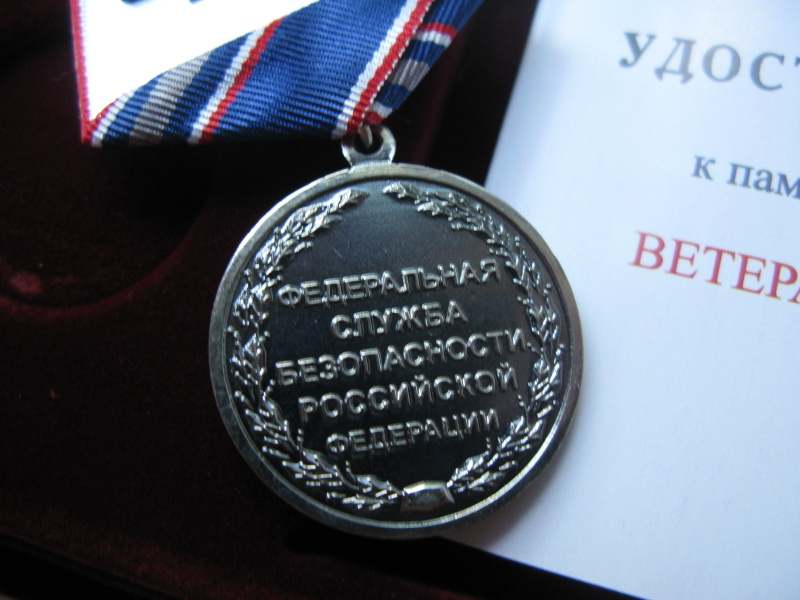 ФЕДЕРАЛЬНАЯ
СЛУЖБА
БЕЗОПАСНОСТИ
РОССИЙСКОЙ
ФЕДЕРАЦИИ
УДОСТ
к пам
ВЕТЕРА